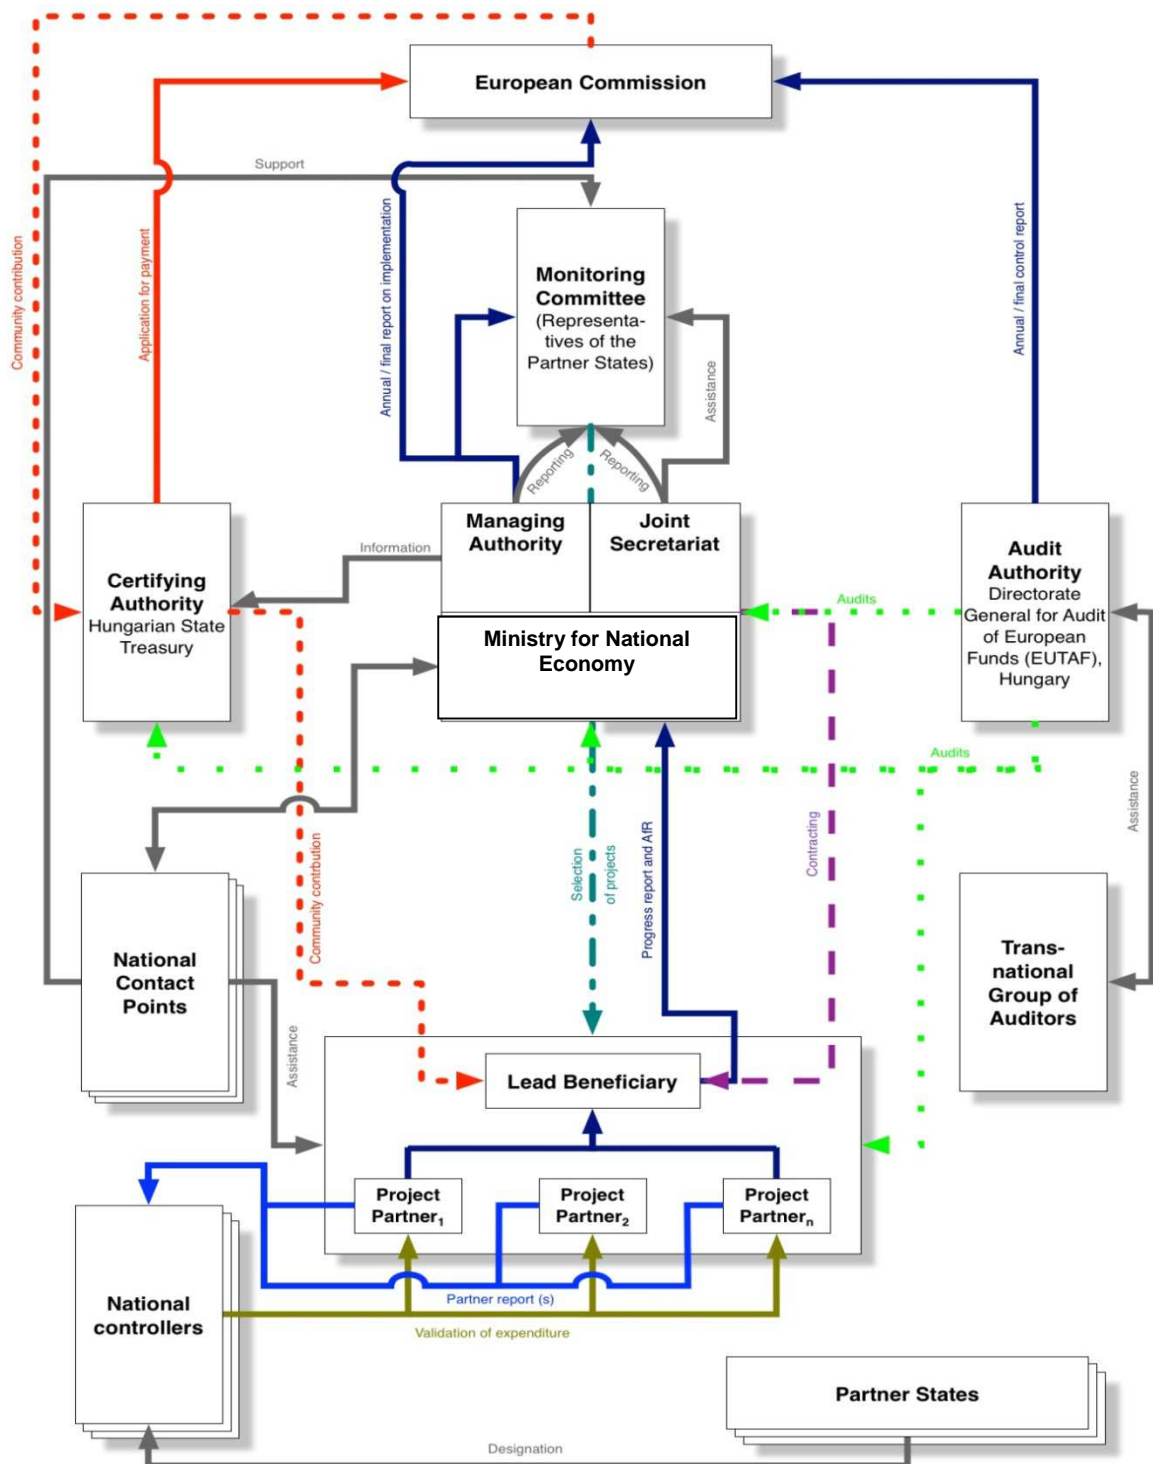 European Commission
Support
Community contribution
Application for payment
Annual / final report on implementation
Monitoring
Committee
(Representa-
tives of the
Partner States)
Assistance
Annual / final control report
Reporting
Reporting
Certifying
Authority
Hungarian State
Treasury
Information
Managing
Authority
Joint
Secretariat
Ministry for National
Economy
Audits
Audit
Authority
Directorate
General for Audit
of European
Funds (EUTAF),
Hungary
Audits
Assistance
National
Contact
Points
Community contrbution
Selection
of projects
Progress report and AfR
Contracting
Trans-
national
Group of
Auditors
Assistance
Lead Beneficiary
Project
Partner1
Project
Partner2
Project
Partnern
National
controllers
Partner report (s)
Validation of expenditure
Partner States
Designation